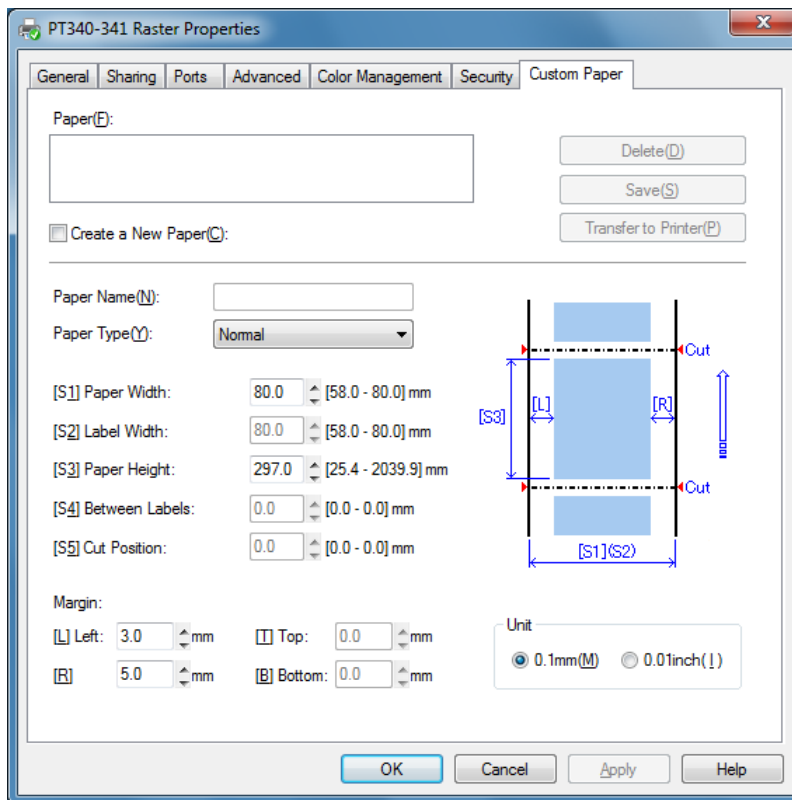 PT340-341 Raster Properties
General Sharing Ports Advanced Color Management Security Custom Paper
Paper(F):
Delete(D)
Save(S)
Create a New Paper(C):
Transfer to Printer(P)
Paper Name(N):
Paper Type(Y): Normal
Cut
[S1] Paper Width: 80.0 [58.0 - 80.0] mm
[L] [R]
[S3]
[S2] Label Width: 80.0 [58.0 - 80.0] mm
[S3] Paper Height: 297.0 [25.4 - 2039.9] mm
Cut
[S4] Between Labels: 0.0 [0.0 - 0.0] mm
[S5] Cut Position: 0.0 [0.0 - 0.0] mm
[S1](S2)
Margin:
Unit
[L] Left: 3.0 mm [T] Top: 0.0 mm
0.1mm(M) 0.01inch( I )
[R] 5.0 mm [B] Bottom: 0.0 mm
OK Cancel Apply Help